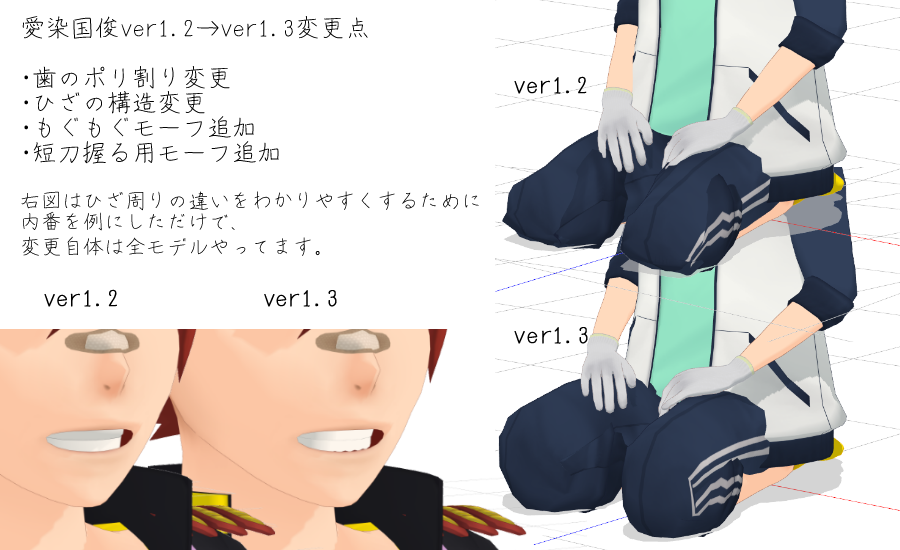 愛染国俊ver1.2→ver1.3変更点
・歯のポリ割り変更
・ひざの構造変更
・もぐもぐモーフ追加
・短刀握る用モーフ追加
右図はひざ周りの違いをわかりやすくするために
内番を例にしただけで、
変更自体は全モデルやってます。
ver1.2
ver1.3
ver1.2
ver1.3